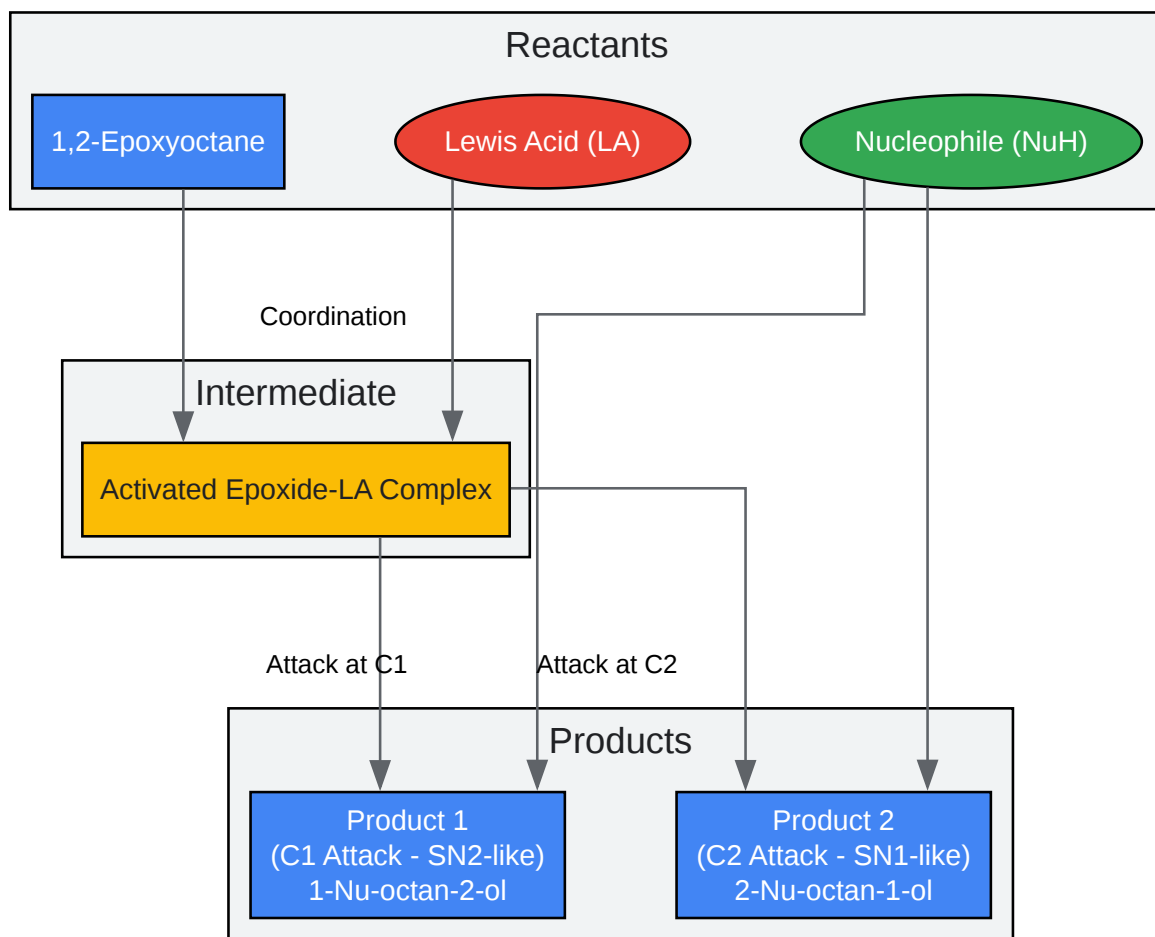 Reactants
1,2-Epoxyoctane
Lewis Acid (LA)
Nucleophile (NuH)
Coordination
Intermediate
Activated Epoxide-LA Complex
Attack at C1
Attack at C2
Products
Product 1
(C1 Attack - SN2-like)
1-Nu-octan-2-ol
Product 2
(C2 Attack - SN1-like)
2-Nu-octan-1-ol